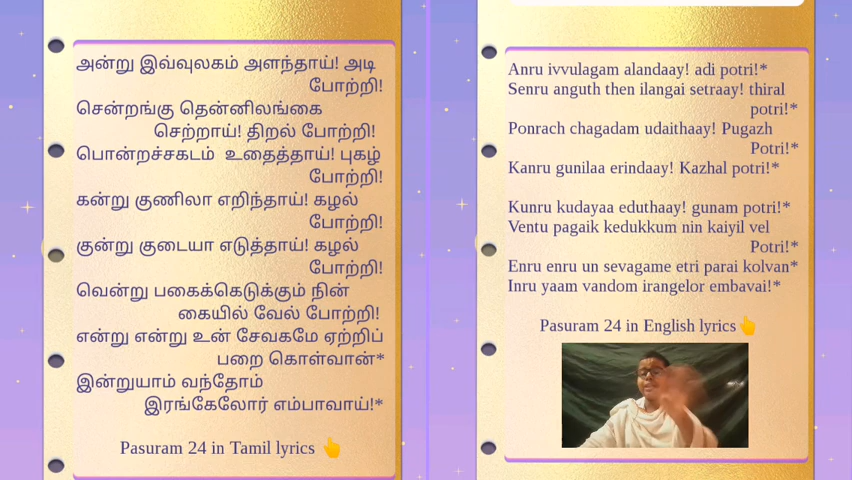 அன்று இவ்வுலகம் அளந்தாய்! அடி
போற்றி!
சென்றங்கு தென்னிலங்கை
செற்றாய்! திறல் போற்றி!
பொன்றச்சகடம் உதைத்தாய்! புகழ்
போற்றி!
கன்று குணிலா எறிந்தாய்! கழல்
போற்றி!
குன்று குடையா எடுத்தாய்! கழல்
போற்றி!
வென்று பகைக்கெடுக்கும் நின்
கையில் வேல் போற்றி!
என்று என்று உன் சேவகமே ஏற்றிப்
பறை கொள்வான்*
இன்றுயாம் வந்தோம்
இரங்கேலோர் எம்பாவாய்!*
Pasuram 24 in Tamil lyrics 👆
Anru ivvulagam alandaay! adi potri!*
Senru anguth then ilangai setraay! thiral
potri!*
Ponrach chagadam udaithaay! Pugazh
Potri!*
Kanru gunilaa erindaay! Kazhal potri!*
Kunru kudayaa eduthaay! gunam potri!*
Ventu pagaik kedukkum nin kaiyil vel
Potri!*
Enru enru un sevagame etri parai kolvan*
Inru yaam vandom irangelor embavai!*
Pasuram 24 in English lyrics👆